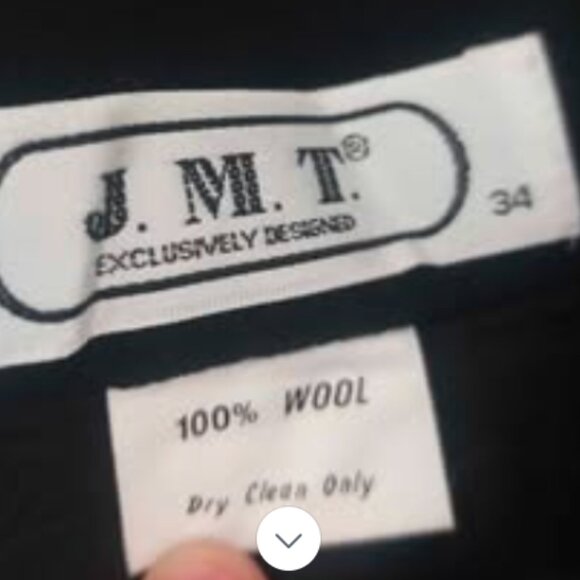 J. M. T.®
EXCLUSIVELY DESIGNED
34
100% WOOL
Dry Clean Only